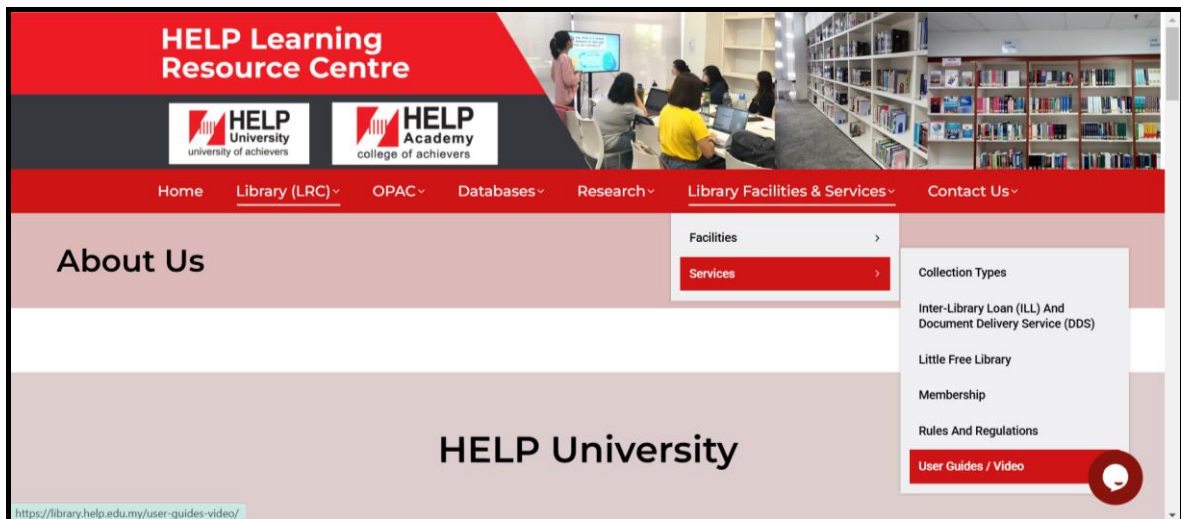 HELP Learning
Resource Centre
HELP
University
university of achievers
HELP
Academy
college of achievers
Home
Library (LRC)
OPAC
Databases
Research
Library Facilities & Services
Contact Us
About Us
Facilities
Services
Collection Types
Inter-Library Loan (ILL) And
Document Delivery Service (DDS)
Little Free Library
Membership
Rules And Regulations
User Guides / Video
HELP University
https://library.help.edu.my/user-guides-video/